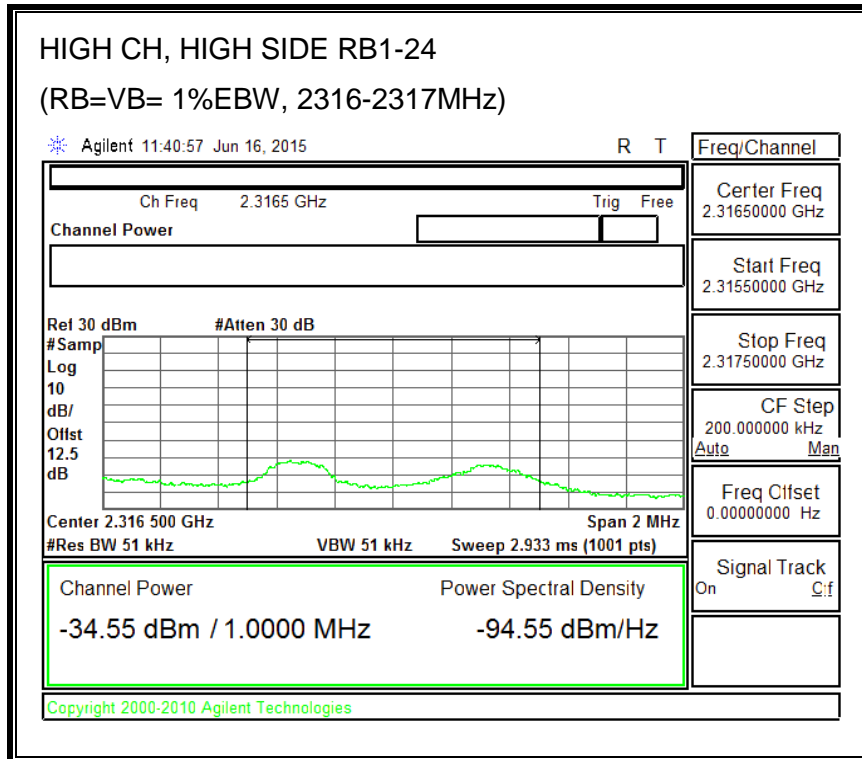 HIGH CH, HIGH SIDE RB1-24
(RB=VB= 1%EBW, 2316-2317MHz)
Agilent 11:40:57 Jun 16, 2015 R T
Freq/Channel
Ch Freq 2.3165 GHz Trig Free
Channel Power
Center Freq
2.31650000 GHz
Start Freq
2.31550000 GHz
Ref 30 dBm #Atten 30 dB
#Samp
Log
10
dB/
Offst
12.5
dB
Stop Freq
2.31750000 GHz
CF Step
200.000000 kHz
Auto Man
Freq Offset
0.00000000 Hz
Center 2.316 500 GHz Span 2 MHz
#Res BW 51 kHz VBW 51 kHz Sweep 2.933 ms (1001 pts)
Signal Track
On Off
Channel Power Power Spectral Density
-34.55 dBm / 1.0000 MHz -94.55 dBm/Hz
Copyright 2000-2010 Agilent Technologies